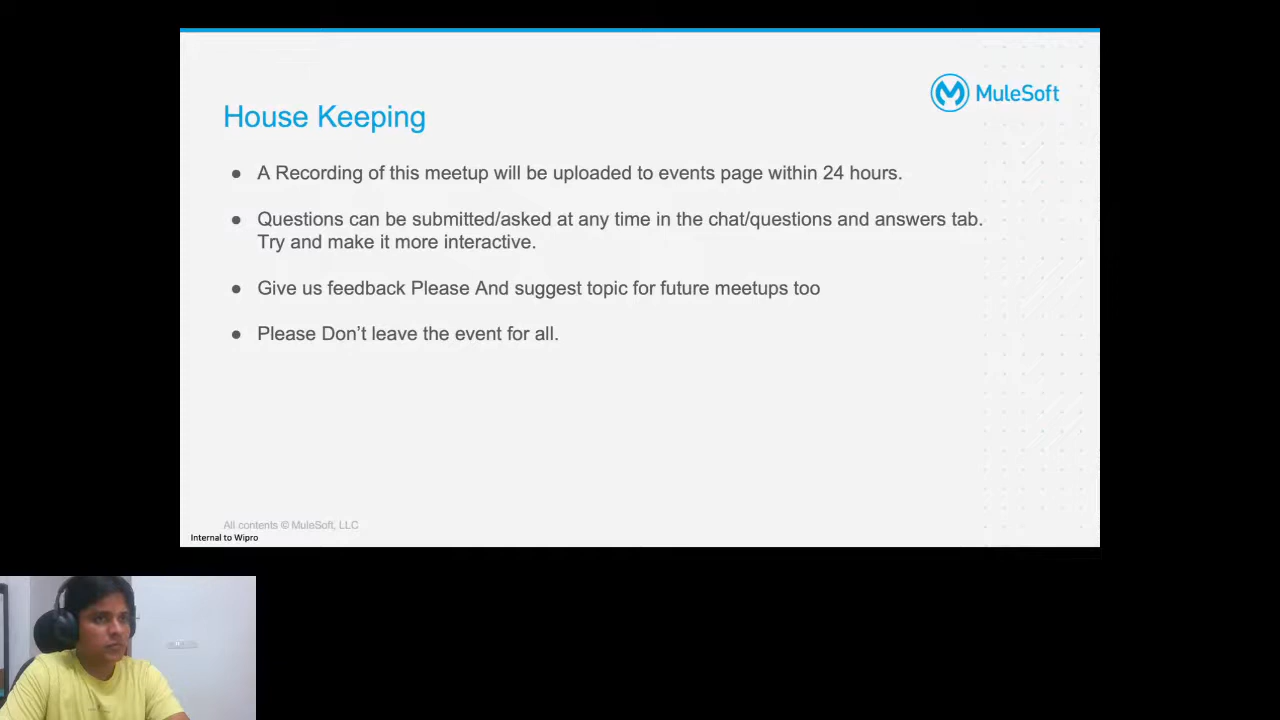 MuleSoft
House Keeping
● A Recording of this meetup will be uploaded to events page within 24 hours.
● Questions can be submitted/asked at any time in the chat/questions and answers tab.
Try and make it more interactive.
● Give us feedback Please And suggest topic for future meetups too
● Please Don’t leave the event for all.
All contents © MuleSoft, LLC
Internal to Wipro